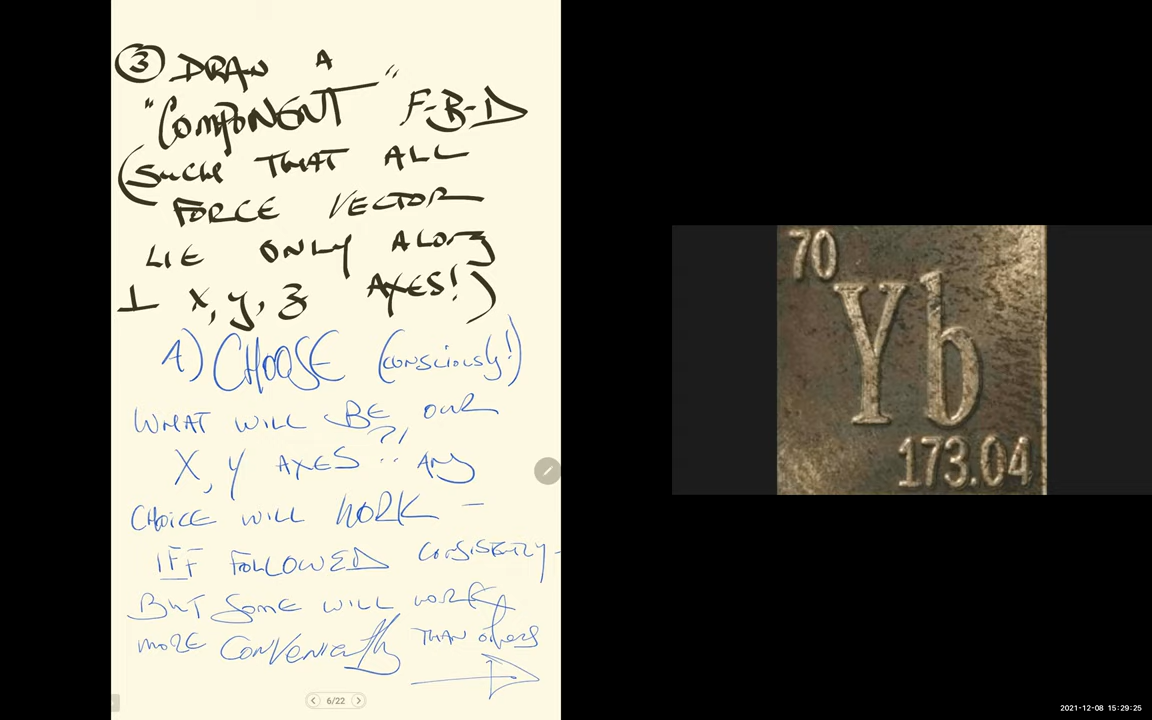 ③ DRAW A
"COMPONENT" F-B-D
(SUCH THAT ALL
FORCE VECTOR
LIE ONLY ALONG
⊥ X, Y, Z AXES!)
A) CHOOSE (CONSCIOUSLY!)
WHAT WILL BE OUR
X, Y AXES?! ANY
CHOICE WILL WORK -
IFF FOLLOWED CONSISTENTLY -
BUT SOME WILL WORK
MORE CONVENIENTLY THAN OTHERS
6/22
70
Yb
173.04
2021-12-08 15:29:25